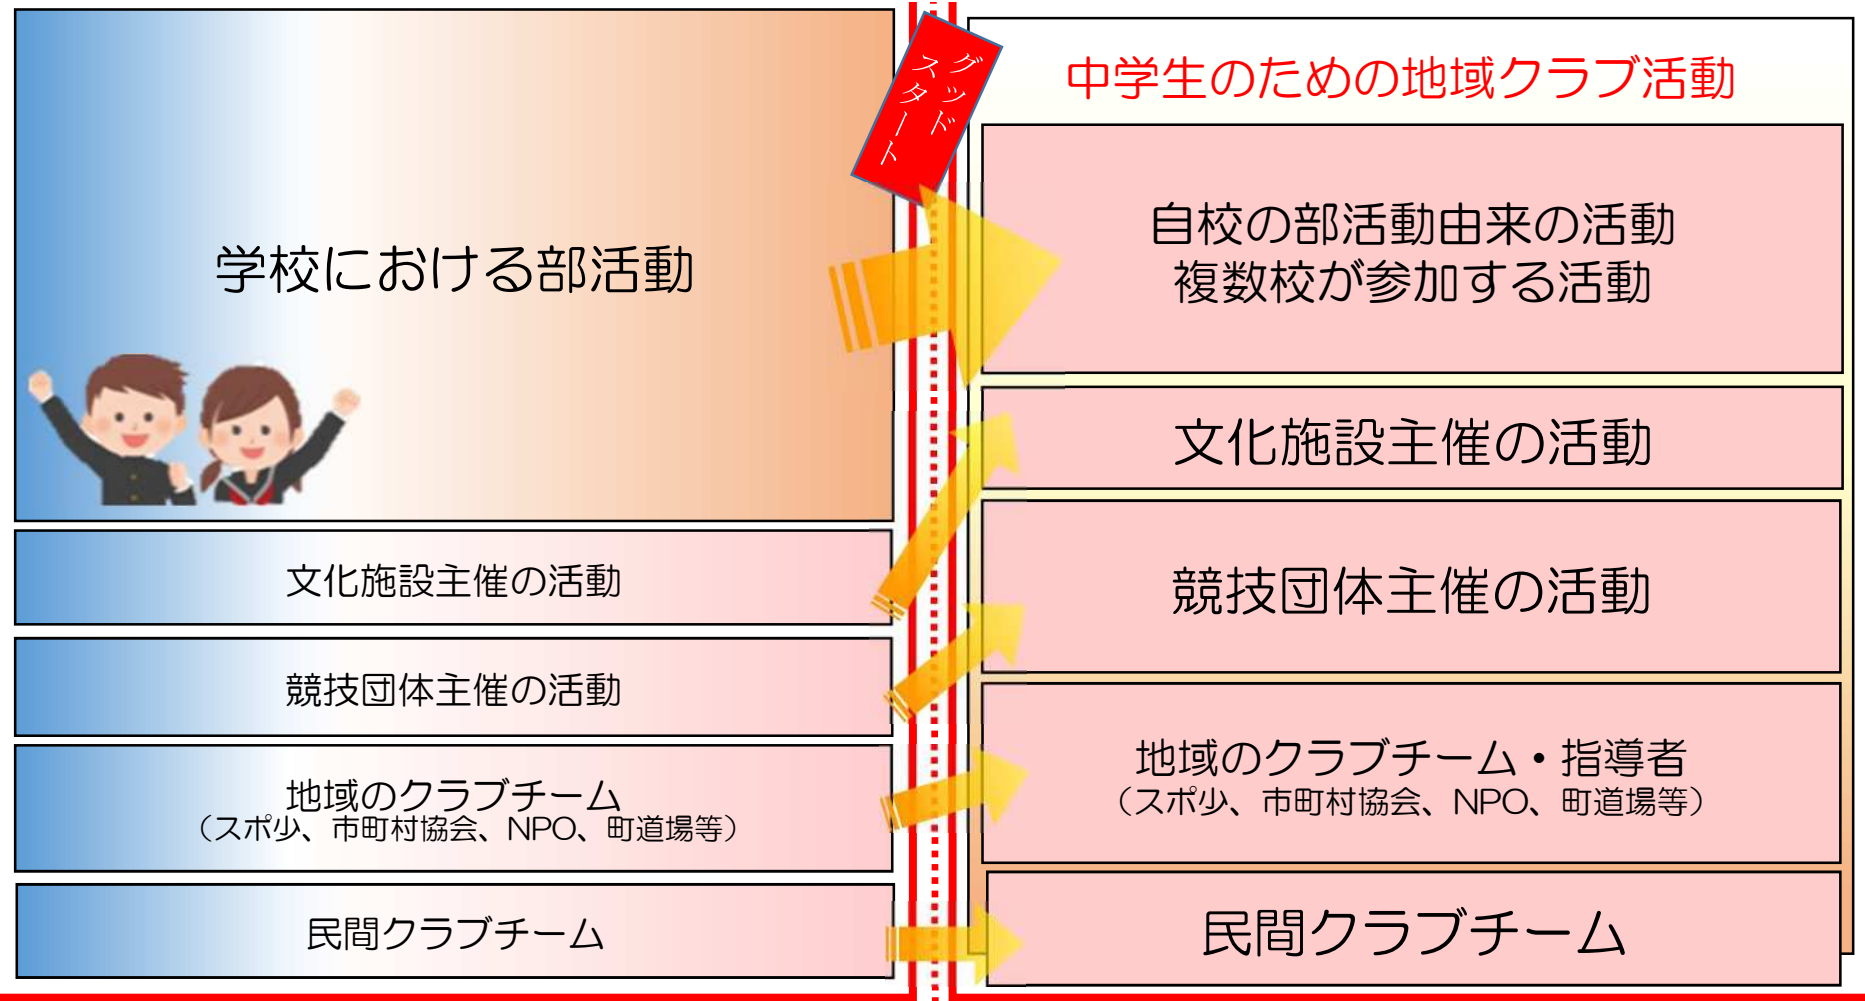 学校における部活動
文化施設主催の活動
競技団体主催の活動
地域のクラブチーム
（スポ少、市町村協会、NPO、町道場等）
民間クラブチーム
グッド
スタート
中学生のための地域クラブ活動
自校の部活動由来の活動
複数校が参加する活動
文化施設主催の活動
競技団体主催の活動
地域のクラブチーム・指導者
（スポ少、市町村協会、NPO、町道場等）
民間クラブチーム